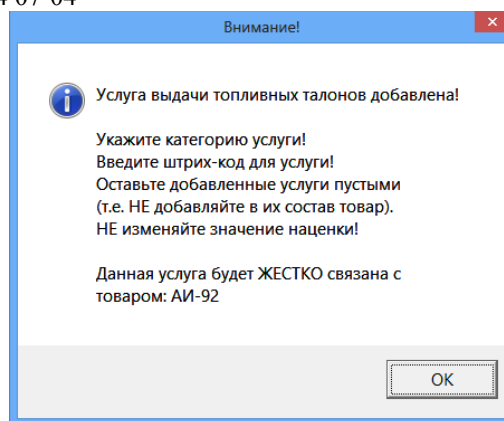 Внимание!
Услуга выдачи топливных талонов добавлена!
Укажите категорию услуги!
Введите штрих-код для услуги!
Оставьте добавленные услуги пустыми
(т.е. НЕ добавляйте в их состав товар).
НЕ изменяйте значение наценки!
Данная услуга будет ЖЕСТКО связана с
товаром: АИ-92
OK